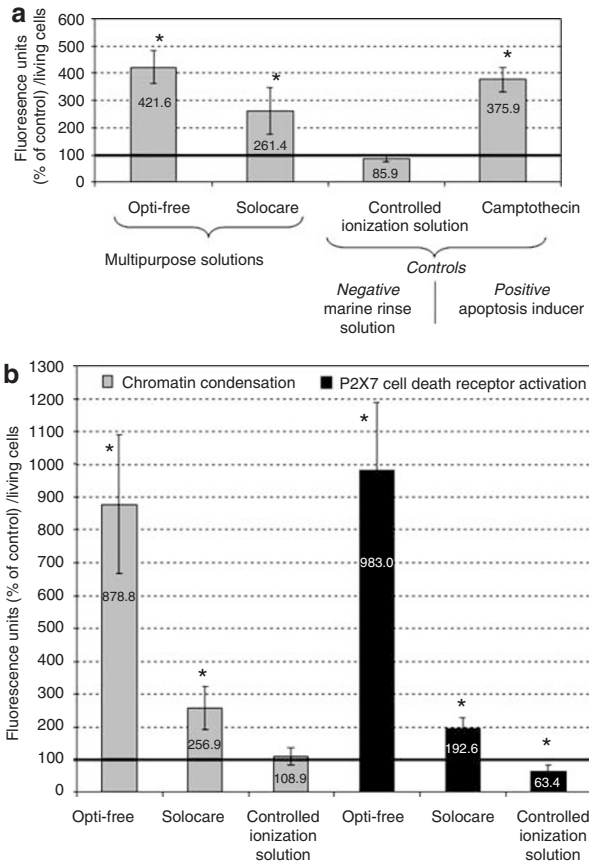 a
Fluoresence units
(% of control) /living cells
600
500
400
300
200
100
0
*
421.6
*
261.4
85.9
*
375.9
Opti-free
Solocare
Controlled
ionization solution
Camptothecin
Multipurpose solutions
Controls
Negative
marine rinse
solution
Positive
apoptosis inducer
b
Fluorescence units (% of control) /living cells
1300
1200
1100
1000
900
800
700
600
500
400
300
200
100
0
Chromatin condensation
P2X7 cell death receptor activation
*
878.8
*
256.9
108.9
*
983.0
*
192.6
*
63.4
Opti-free
Solocare
Controlled
ionization
solution
Opti-free
Solocare
Controlled
ionization
solution